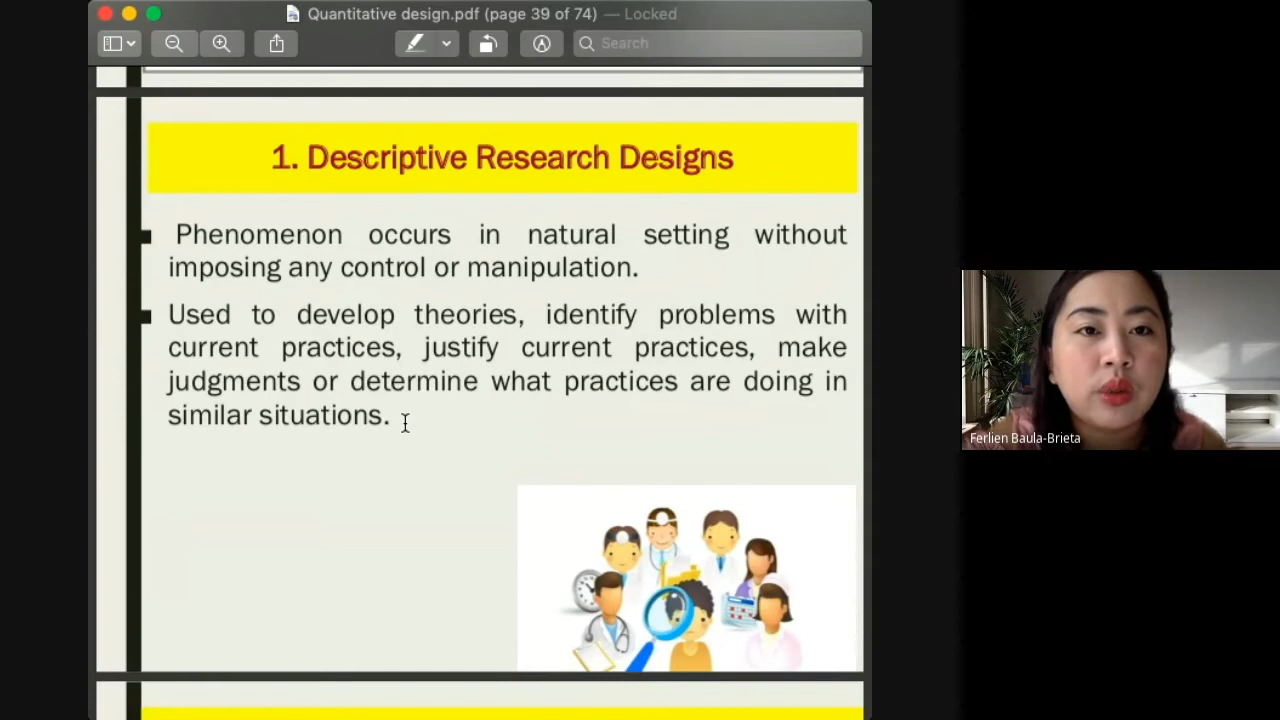 Quantitative design.pdf (page 39 of 74) — Locked
Search
1. Descriptive Research Designs
Phenomenon occurs in natural setting without
imposing any control or manipulation.
Used to develop theories, identify problems with
current practices, justify current practices, make
judgments or determine what practices are doing in
similar situations.
Ferlien Baula-Brieta